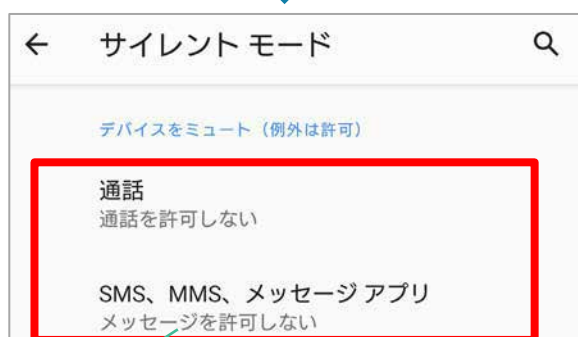 サイレント モード
デバイスをミュート（例外は許可）
通話
通話を許可しない
SMS、MMS、メッセージ アプリ
メッセージを許可しない